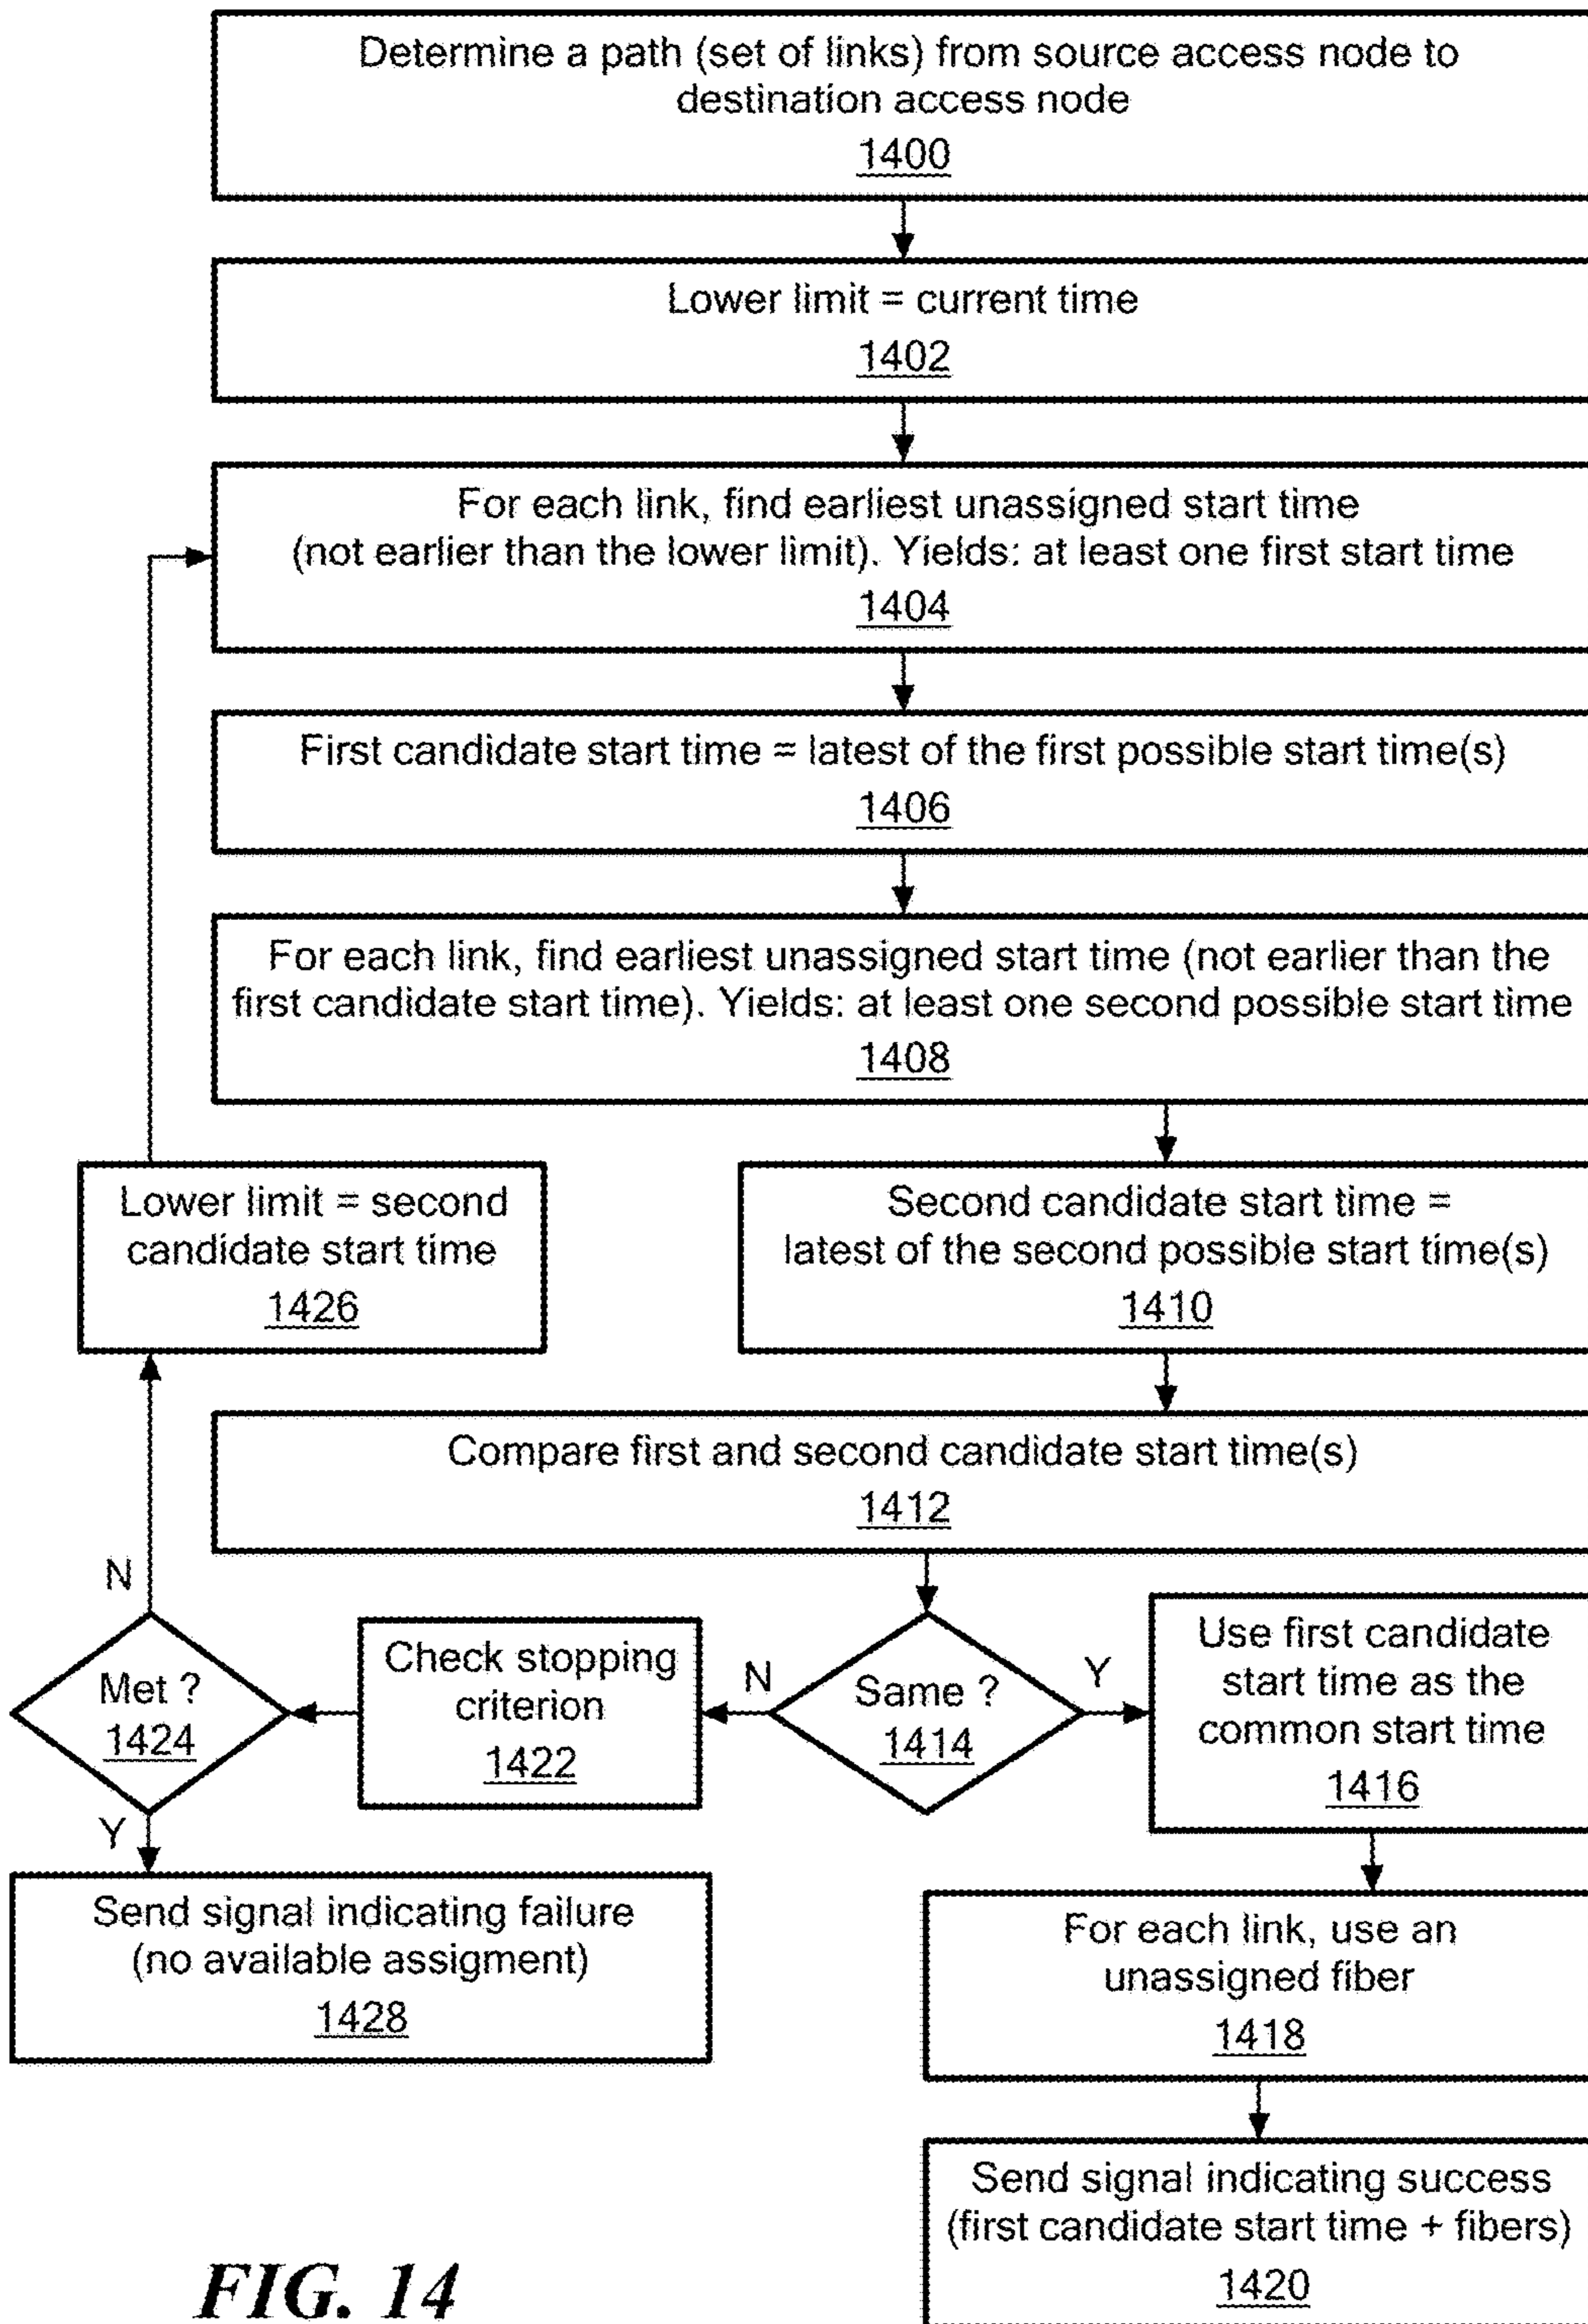 Determine a path (set of links) from source access node to
destination access node
1400
Lower limit = current time
1402
For each link, find earliest unassigned start time
(not earlier than the lower limit). Yields: at least one first start time
1404
First candidate start time = latest of the first possible start time(s)
1406
For each link, find earliest unassigned start time (not earlier than the
first candidate start time). Yields: at least one second possible start time
1408
Lower limit = second
candidate start time
1426
Second candidate start time =
latest of the second possible start time(s)
1410
Compare first and second candidate start time(s)
1412
N
Met ?
1424
Y
Check stopping
criterion
1422
N
Same ?
1414
Y
Use first candidate
start time as the
common start time
1416
Send signal indicating failure
(no available assigment)
1428
For each link, use an
unassigned fiber
1418
Send signal indicating success
(first candidate start time + fibers)
1420
FIG. 14